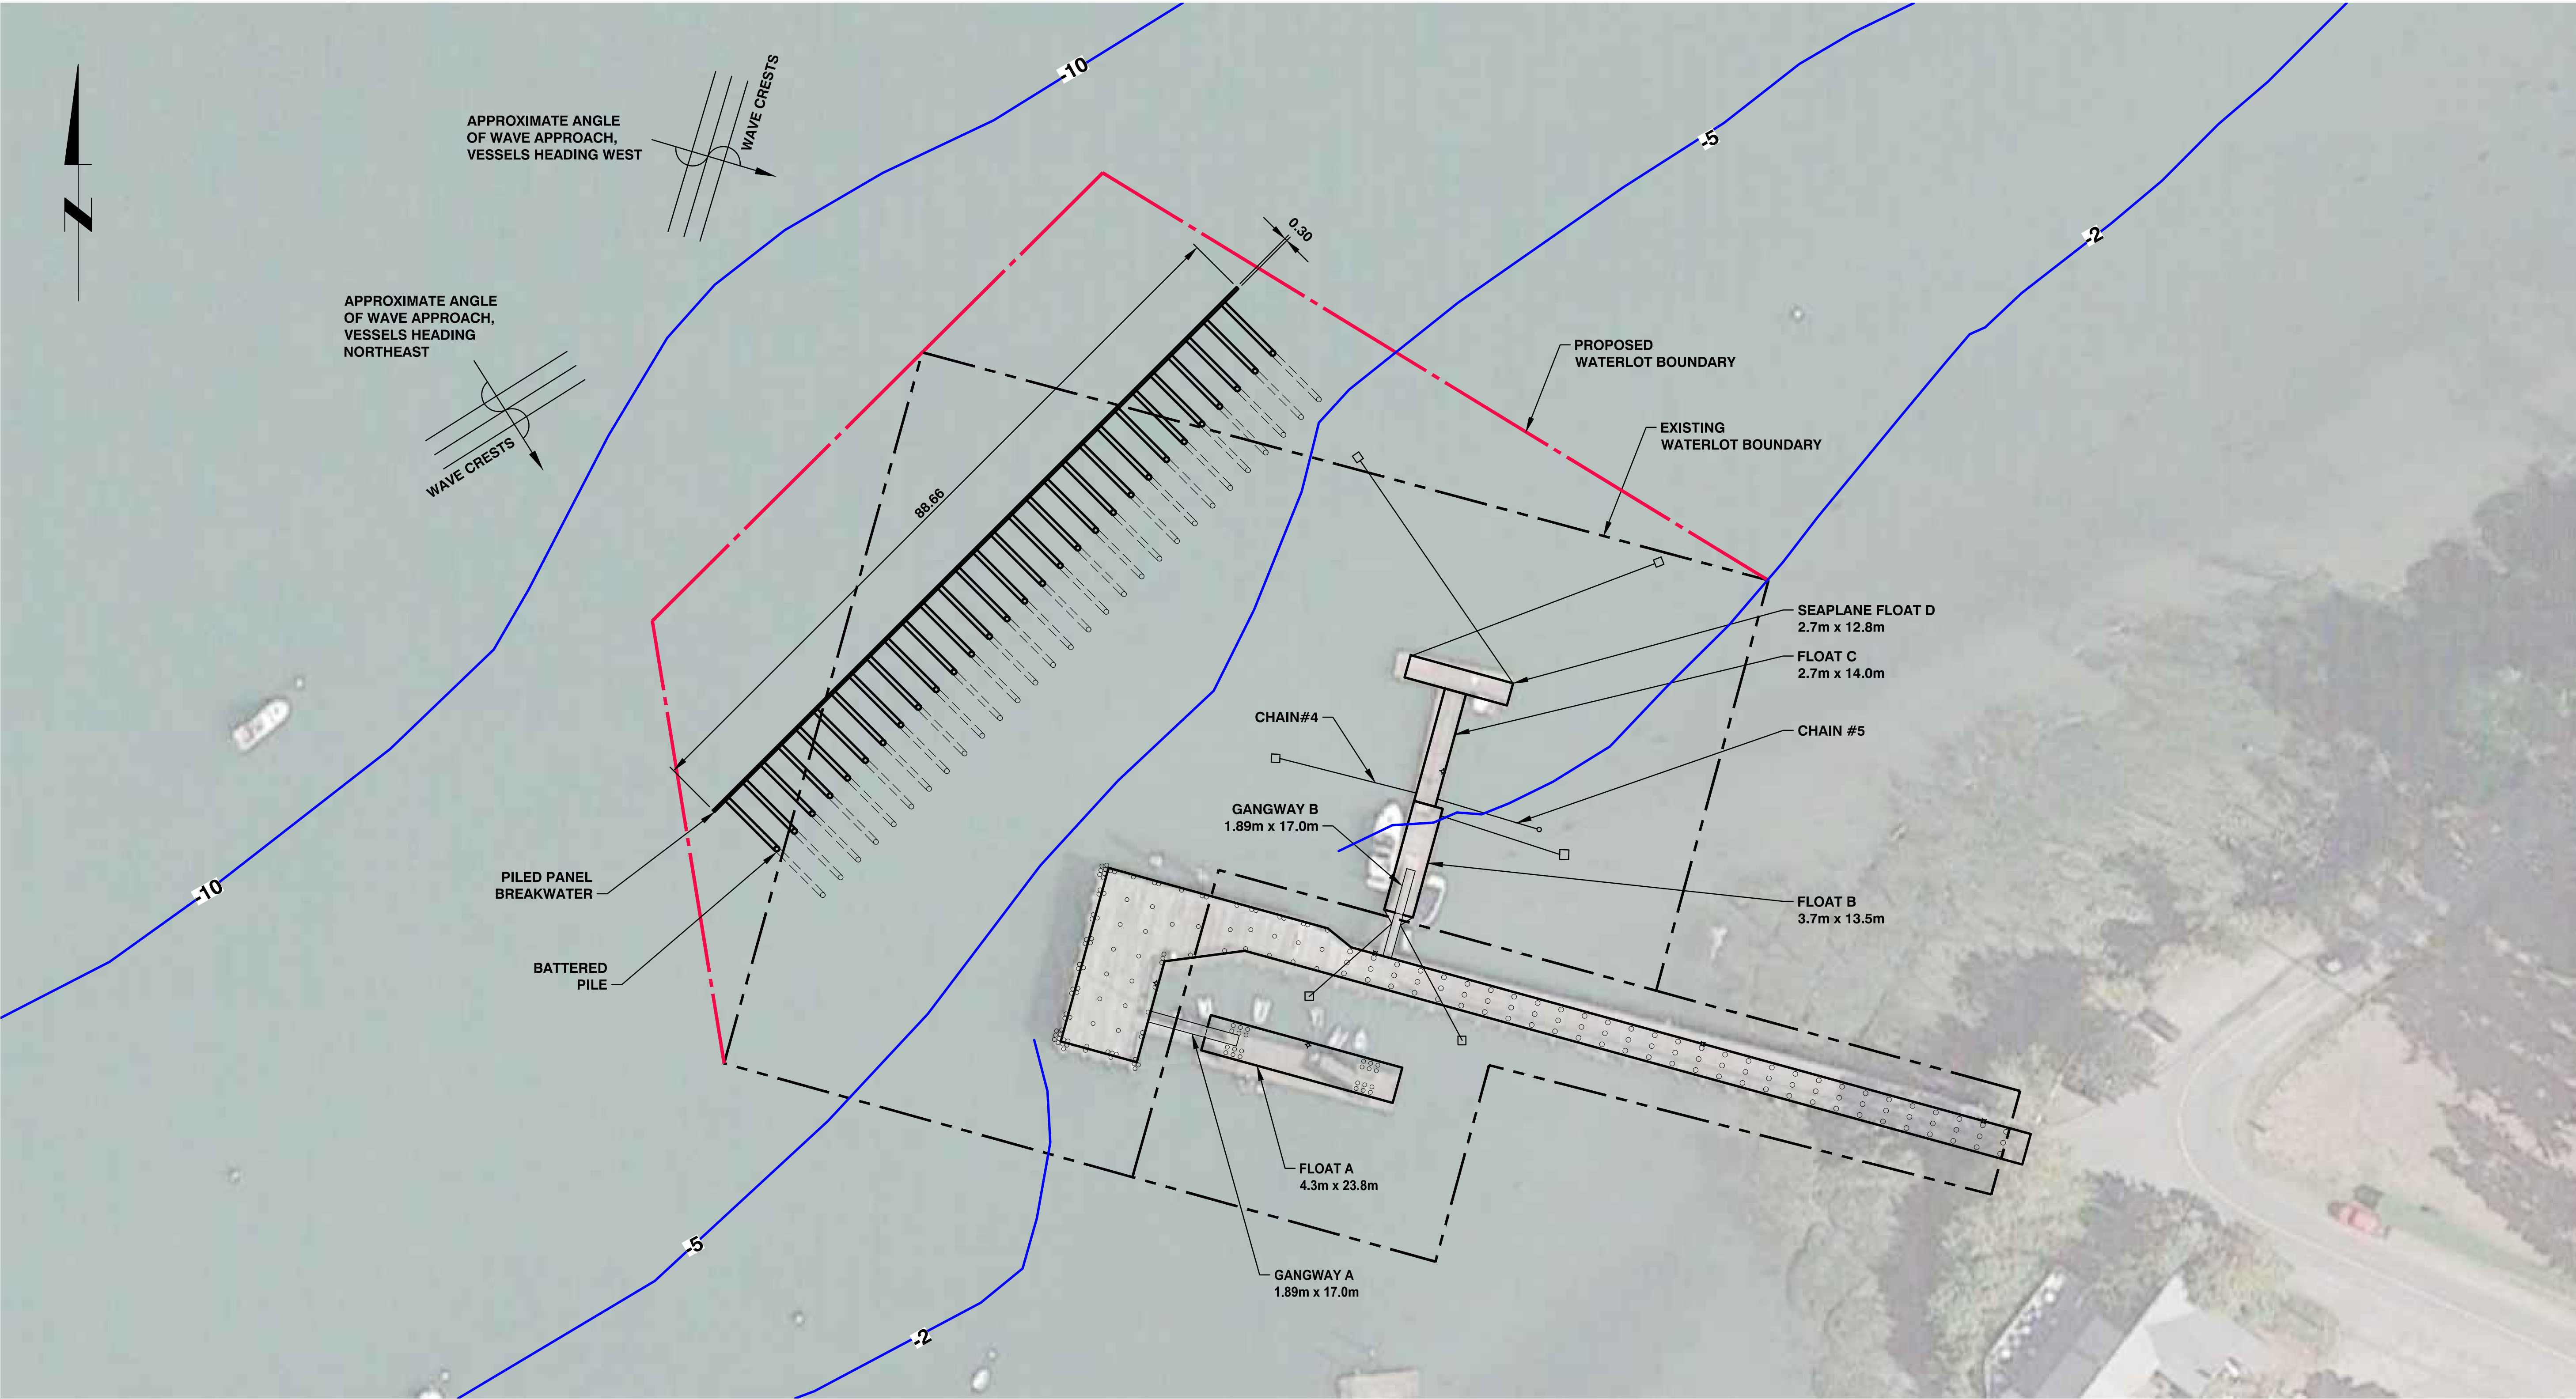 -10
WAVE CRESTS
APPROXIMATE ANGLE
OF WAVE APPROACH,
VESSELS HEADING WEST
-5
N
0.30
-2
APPROXIMATE ANGLE
OF WAVE APPROACH,
VESSELS HEADING
NORTHEAST
WAVE CRESTS
PROPOSED
WATERLOT BOUNDARY
EXISTING
WATERLOT BOUNDARY
88.66
SEAPLANE FLOAT D
2.7m x 12.8m
FLOAT C
2.7m x 14.0m
CHAIN#4
CHAIN #5
GANGWAY B
1.89m x 17.0m
PILED PANEL
BREAKWATER
-10
FLOAT B
3.7m x 13.5m
BATTERED
PILE
FLOAT A
4.3m x 23.8m
-5
GANGWAY A
1.89m x 17.0m
-2